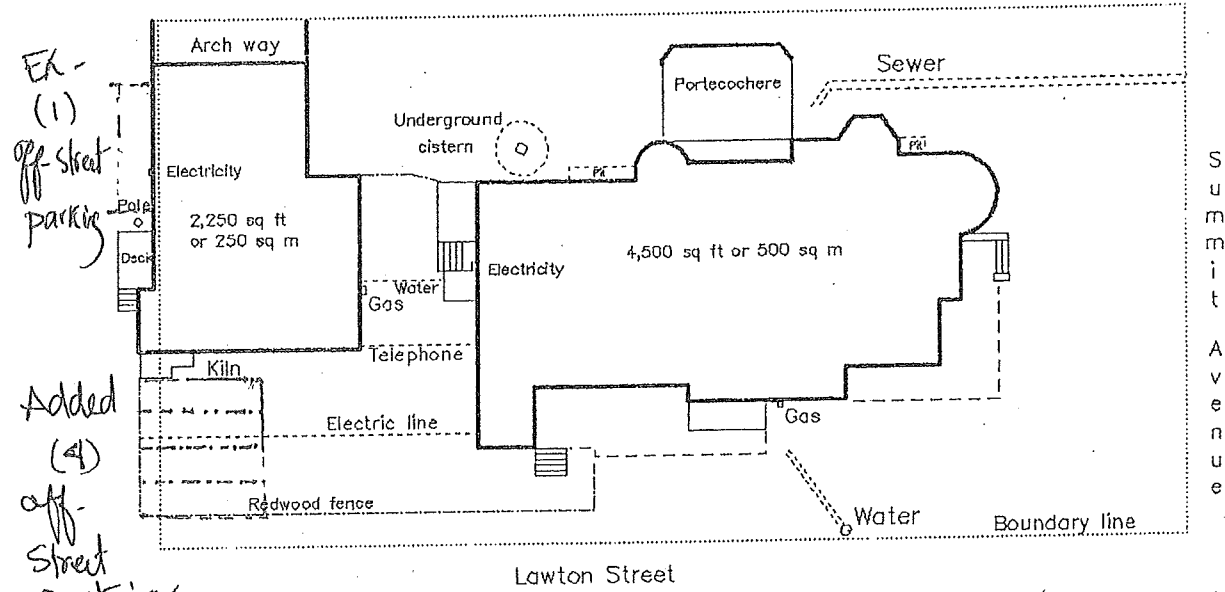 Arch way
Portecochere
Sewer
Ex-
(1)
off-street
parking
Underground
cistern
Pit
Pit
Electricity
Pole
2,250 sq ft
or 250 sq m
Deck
Electricity
4,500 sq ft or 500 sq m
Water
Gas
Telephone
Kiln
Added
(4)
off-
Street
Electric line
Gas
Redwood fence
Water
Boundary line
Lawton Street
Summit Avenue